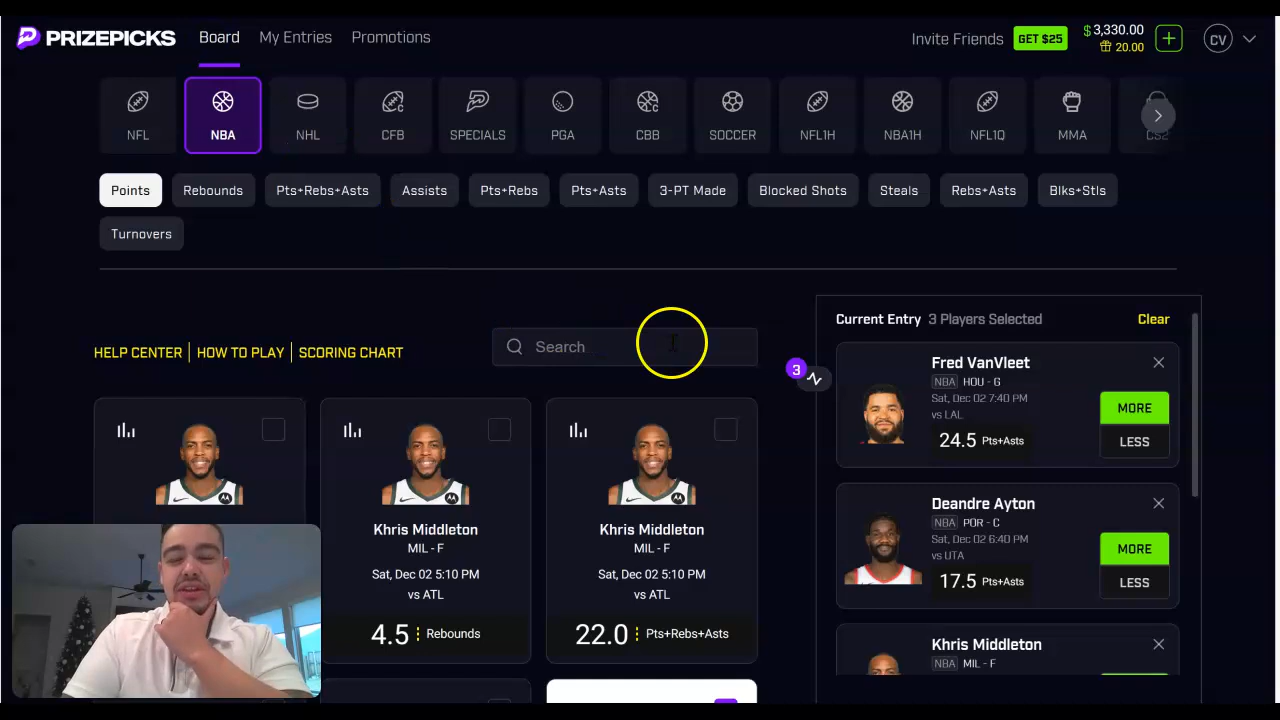 PRIZEPICKS
Board
My Entries
Promotions
Invite Friends
GET $25
$3,330.00
20.00
CV
NFL
NBA
NHL
CFB
SPECIALS
PGA
CBB
SOCCER
NFL1H
NBA1H
NFL1Q
MMA
CS2
Points
Rebounds
Pts+Rebs+Asts
Assists
Pts+Rebs
Pts+Asts
3-PT Made
Blocked Shots
Steals
Rebs+Asts
Blks+Stls
Turnovers
HELP CENTER
HOW TO PLAY
SCORING CHART
Search
Khris Middleton
MIL - F
Sat, Dec 02 5:10 PM
vs ATL
4.5 Rebounds
Khris Middleton
MIL - F
Sat, Dec 02 5:10 PM
vs ATL
22.0 Pts+Rebs+Asts
3
Current Entry 3 Players Selected
Clear
Fred VanVleet
NBA HOU - G
Sat, Dec 02 7:40 PM
vs LAL
24.5 Pts+Asts
MORE
LESS
Deandre Ayton
NBA POR - C
Sat, Dec 02 6:40 PM
vs UTA
17.5 Pts+Asts
MORE
LESS
Khris Middleton
NBA MIL - F